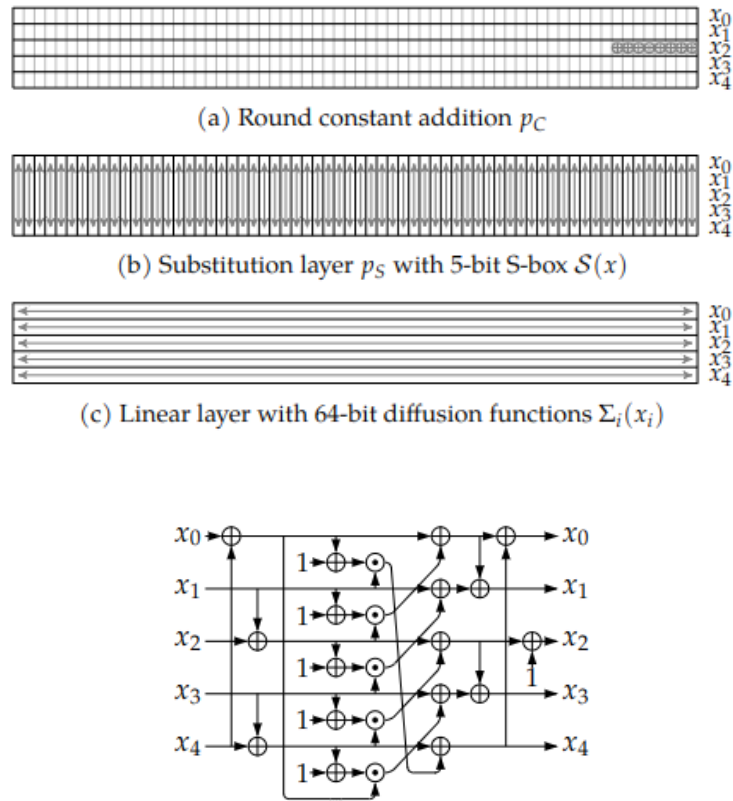 x₀
x₁
x₂
x₃
x₄
(a) Round constant addition p_C
x₀
x₁
x₂
x₃
x₄
(b) Substitution layer p_S with 5-bit S-box 𝒮(x)
x₀
x₁
x₂
x₃
x₄
(c) Linear layer with 64-bit diffusion functions Σᵢ(xᵢ)
x₀ x₀
1
x₁ x₁
1
x₂ x₂
1 1
x₃ x₃
1
x₄ x₄
1